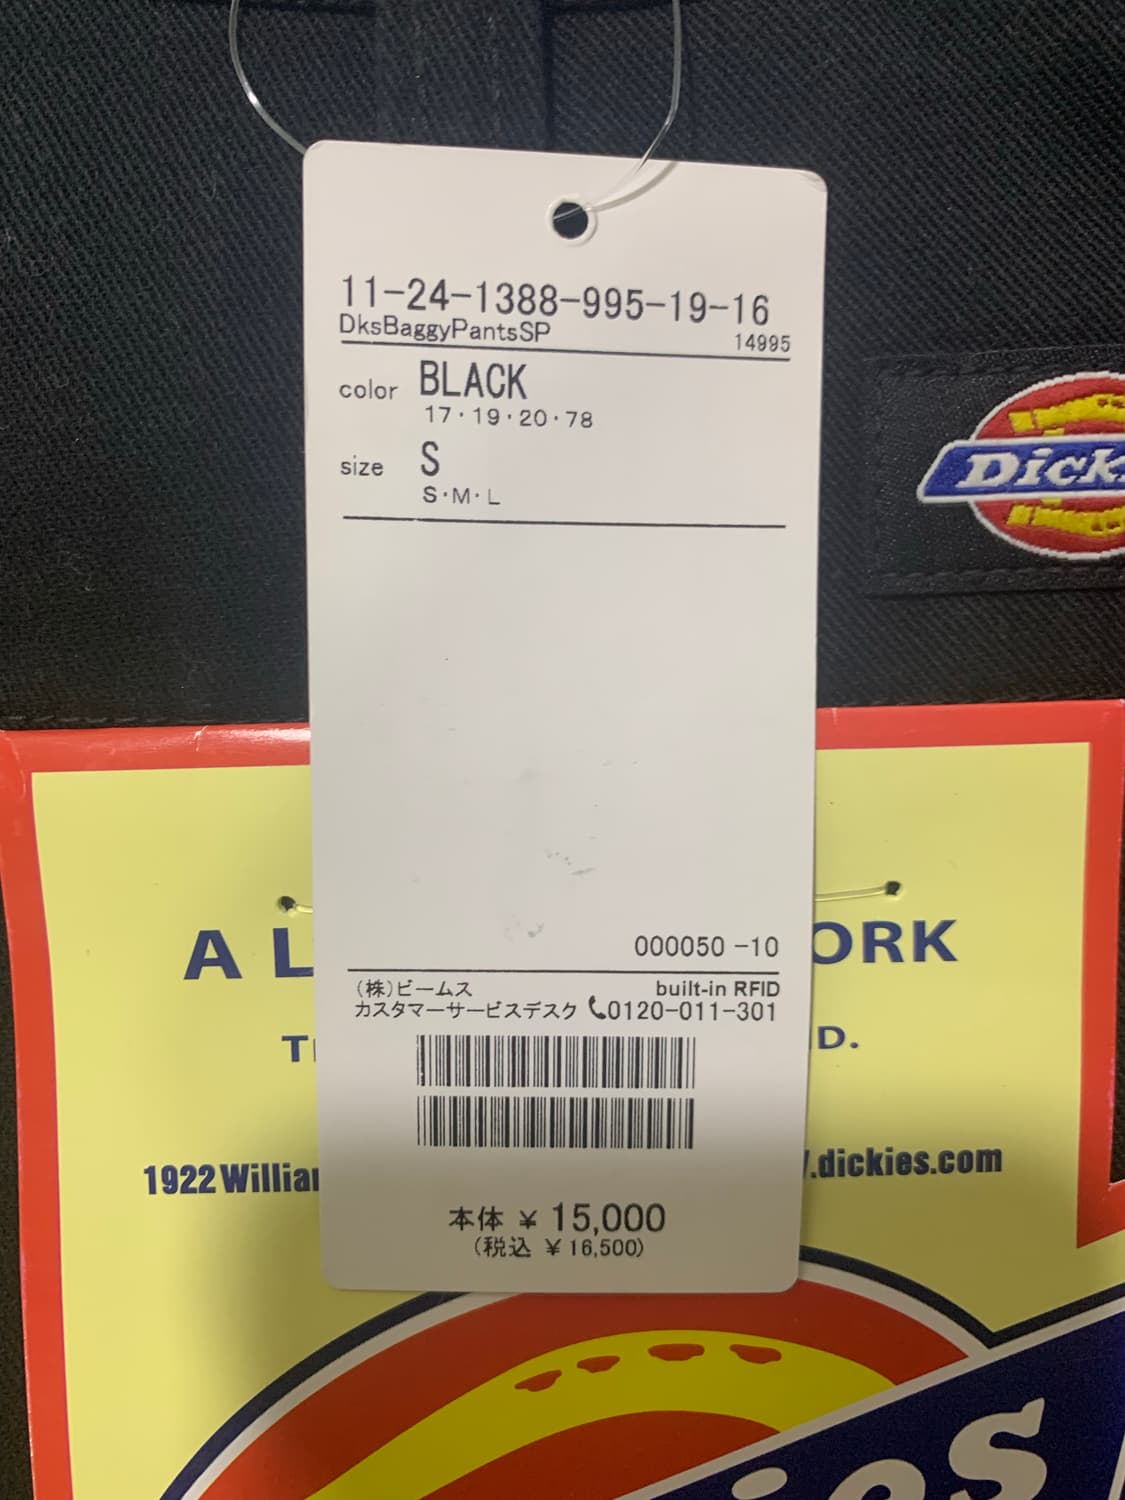 11-24-1388-995-19-16
DksBaggyPantsSP
14995
color BLACK
17・19・20・78
size S
S・M・L
000050 -10
(株)ビームス built-in RFID
カスタマーサービスデスク 0120-011-301
本体 ¥ 15,000
(税込 ¥ 16,500)
A
ORK
D.
1922
.dickies.com